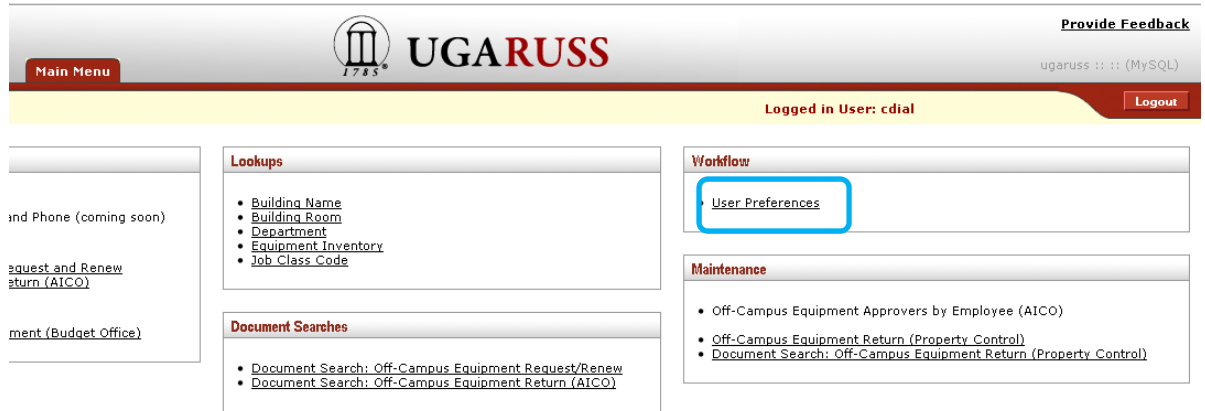 Provide Feedback
1785
UGARUSS
Main Menu
ugaruss :: :: (MySQL)
Logged in User: cdial
Logout
and Phone (coming soon)
equest and Renew
eturn (AICO)
ment (Budget Office)
Lookups
• Building Name
• Building Room
• Department
• Equipment Inventory
• Job Class Code
Document Searches
• Document Search: Off-Campus Equipment Request/Renew
• Document Search: Off-Campus Equipment Return (AICO)
Workflow
• User Preferences
Maintenance
• Off-Campus Equipment Approvers by Employee (AICO)
• Off-Campus Equipment Return (Property Control)
• Document Search: Off-Campus Equipment Return (Property Control)